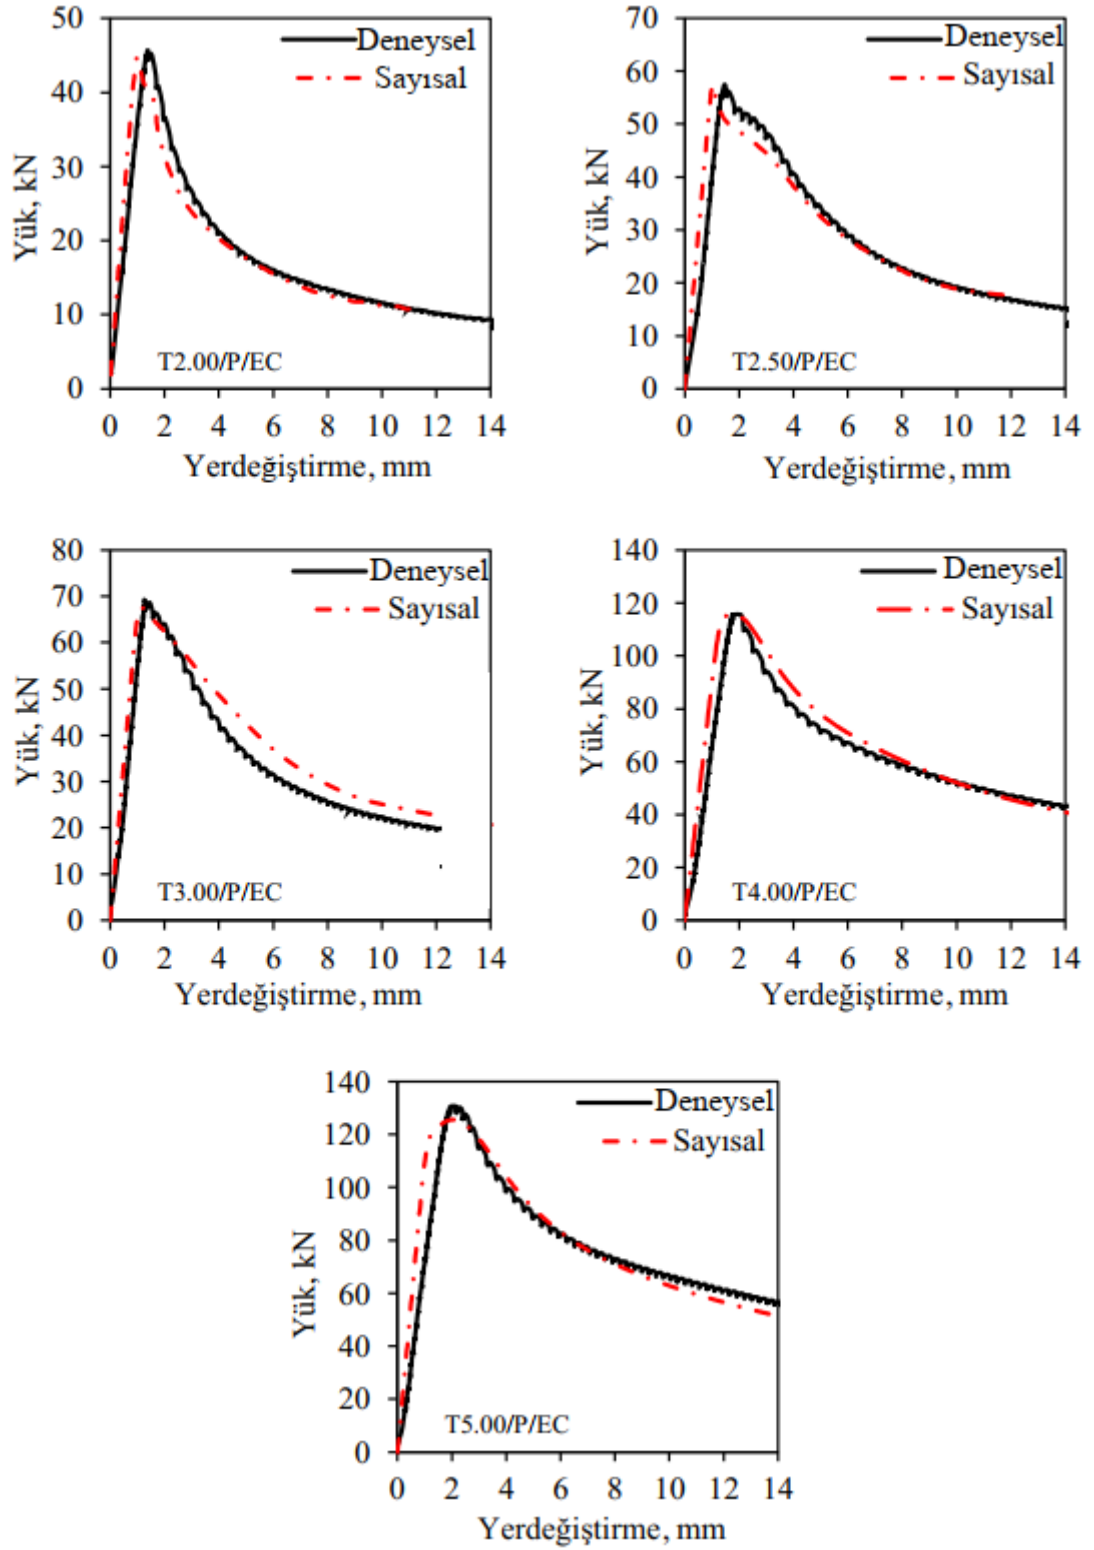 50
40
30
20
10
0
Yük, kN
Deneysel
Sayısal
T2.00/P/EC
0 2 4 6 8 10 12 14
Yerdeğiştirme, mm
70
60
50
40
30
20
10
0
Yük, kN
Deneysel
Sayısal
T2.50/P/EC
0 2 4 6 8 10 12 14
Yerdeğiştirme, mm
80
70
60
50
40
30
20
10
0
Yük, kN
Deneysel
Sayısal
T3.00/P/EC
0 2 4 6 8 10 12 14
Yerdeğiştirme, mm
140
120
100
80
60
40
20
0
Yük, kN
Deneysel
Sayısal
T4.00/P/EC
0 2 4 6 8 10 12 14
Yerdeğiştirme, mm
140
120
100
80
60
40
20
0
Yük, kN
Deneysel
Sayısal
T5.00/P/EC
0 2 4 6 8 10 12 14
Yerdeğiştirme, mm